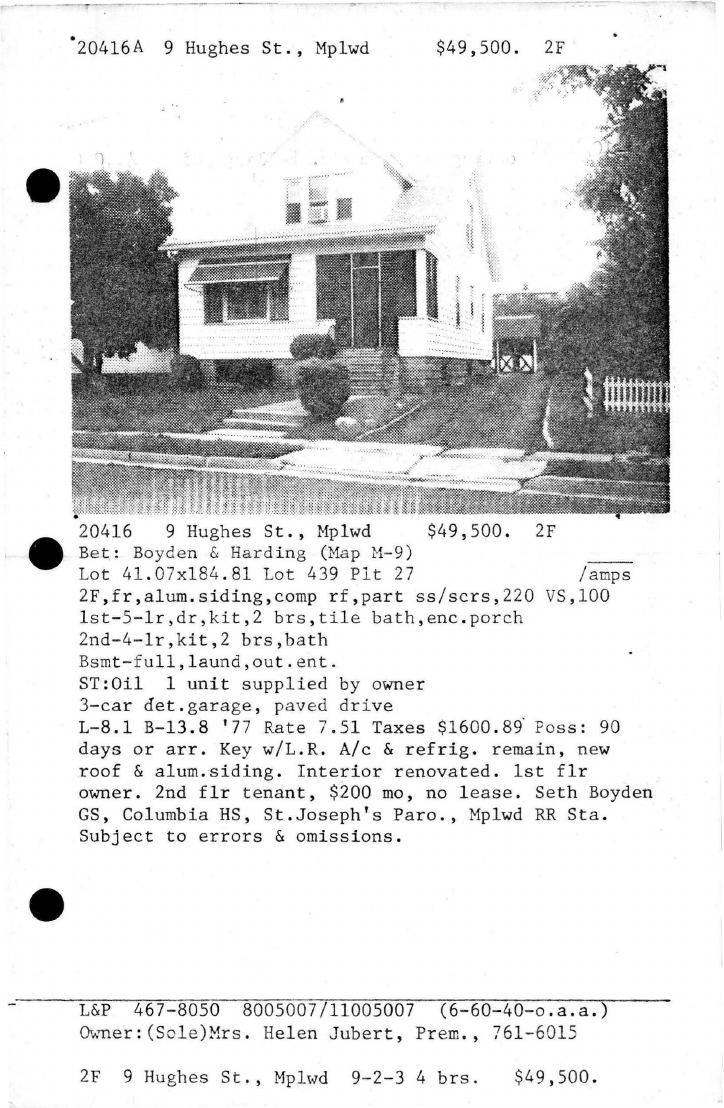 20416A 9 Hughes St., Mplwd $49,500. 2F
20416 9 Hughes St., Mplwd $49,500. 2F
Bet: Boyden & Harding (Map M-9)
Lot 41.07x184.81 Lot 439 Plt 27 /amps
2F,fr,alum.siding,comp rf,part ss/scrs,220 VS,100
1st-5-lr,dr,kit,2 brs,tile bath,enc.porch
2nd-4-lr,kit,2 brs,bath
Bsmt-full,laund,out.ent.
ST:Oil 1 unit supplied by owner
3-car det.garage, paved drive
L-8.1 B-13.8 '77 Rate 7.51 Taxes $1600.89 Poss: 90
days or arr. Key w/L.R. A/c & refrig. remain, new
roof & alum.siding. Interior renovated. 1st flr
owner. 2nd flr tenant, $200 mo, no lease. Seth Boyden
GS, Columbia HS, St.Joseph's Paro., Mplwd RR Sta.
Subject to errors & omissions.
L&P 467-8050 8005007/11005007 (6-60-40-o.a.a.)
Owner:(Sole)Mrs. Helen Jubert, Prem., 761-6015
2F 9 Hughes St., Mplwd 9-2-3 4 brs. $49,500.